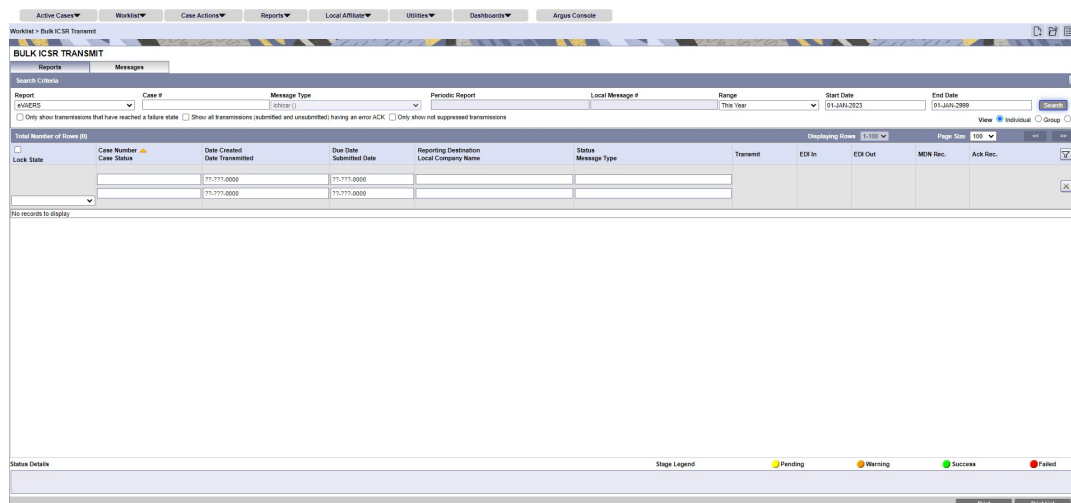 Active Cases Worklist Case Actions Reports Local Affiliate Utilities Dashboards Argus Console
Worklist > Bulk ICSR Transmit
BULK ICSR TRANSMIT
Reports Messages
Search Criteria
Report Case # Message Type Periodic Report Local Message # Range Start Date End Date
eVAERS Ichicsr () This Year 01-JAN-2023 01-JAN-2999 Search
Only show transmissions that have reached a failure state Show all transmissions (submitted and unsubmitted) having an error ACK Only show not suppressed transmissions
View Individual Group
Total Number of Rows (0) Displaying Rows 1-100 Page Size 100 << >>
Lock State Case Number Date Created Due Date Reporting Destination Status Transmit EDI In EDI Out MDN Rec. Ack Rec.
Case Status Date Transmitted Submitted Date Local Company Name Message Type
??-???-0000 ??-???-0000
??-???-0000 ??-???-0000
No records to display
Status Details Stage Legend Pending Warning Success Failed